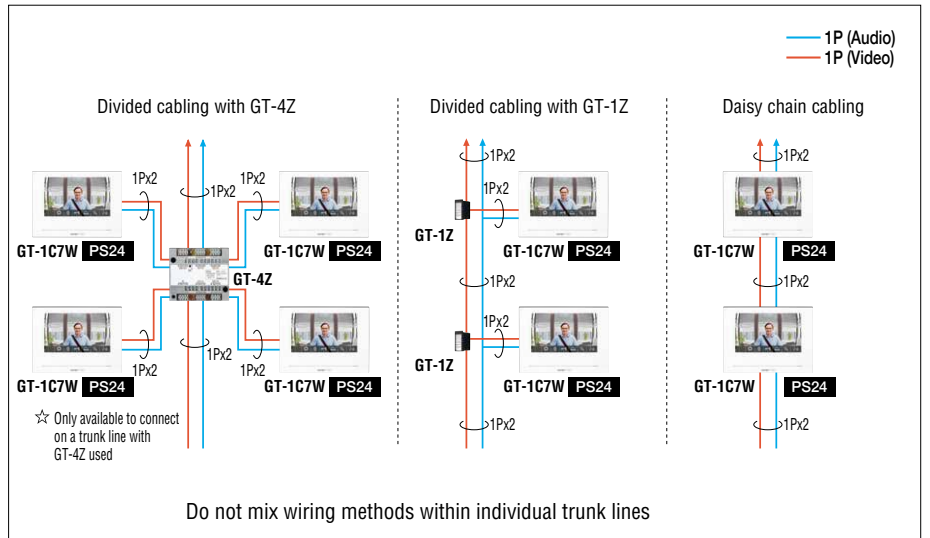 1P (Audio)
1P (Video)
Divided cabling with GT-4Z
1Px2
1Px2
1Px2
GT-1C7W PS24
GT-1C7W PS24
GT-4Z
1Px2
1Px2
1Px2
GT-1C7W PS24
GT-1C7W PS24
☆ Only available to connect
on a trunk line with
GT-4Z used
Divided cabling with GT-1Z
1Px2
1Px2
GT-1Z
GT-1C7W PS24
1Px2
1Px2
GT-1Z
GT-1C7W PS24
1Px2
Daisy chain cabling
1Px2
GT-1C7W PS24
1Px2
GT-1C7W PS24
1Px2
Do not mix wiring methods within individual trunk lines